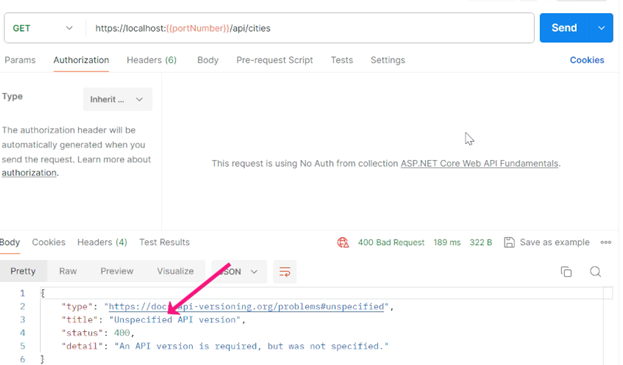 GET https://localhost:{{portNumber}}/api/cities Send
Params Authorization Headers (6) Body Pre-request Script Tests Settings Cookies
Type Inherit ...
The authorization header will be
automatically generated when you
send the request. Learn more about
authorization.
This request is using No Auth from collection ASP.NET Core Web API Fundamentals.
Body Cookies Headers (4) Test Results 400 Bad Request 189 ms 322 B Save as example
Pretty Raw Preview Visualize JSON
1 {
2 "type": "https://docs.api-versioning.org/problems#unspecified",
3 "title": "Unspecified API version",
4 "status": 400,
5 "detail": "An API version is required, but was not specified."
6 }